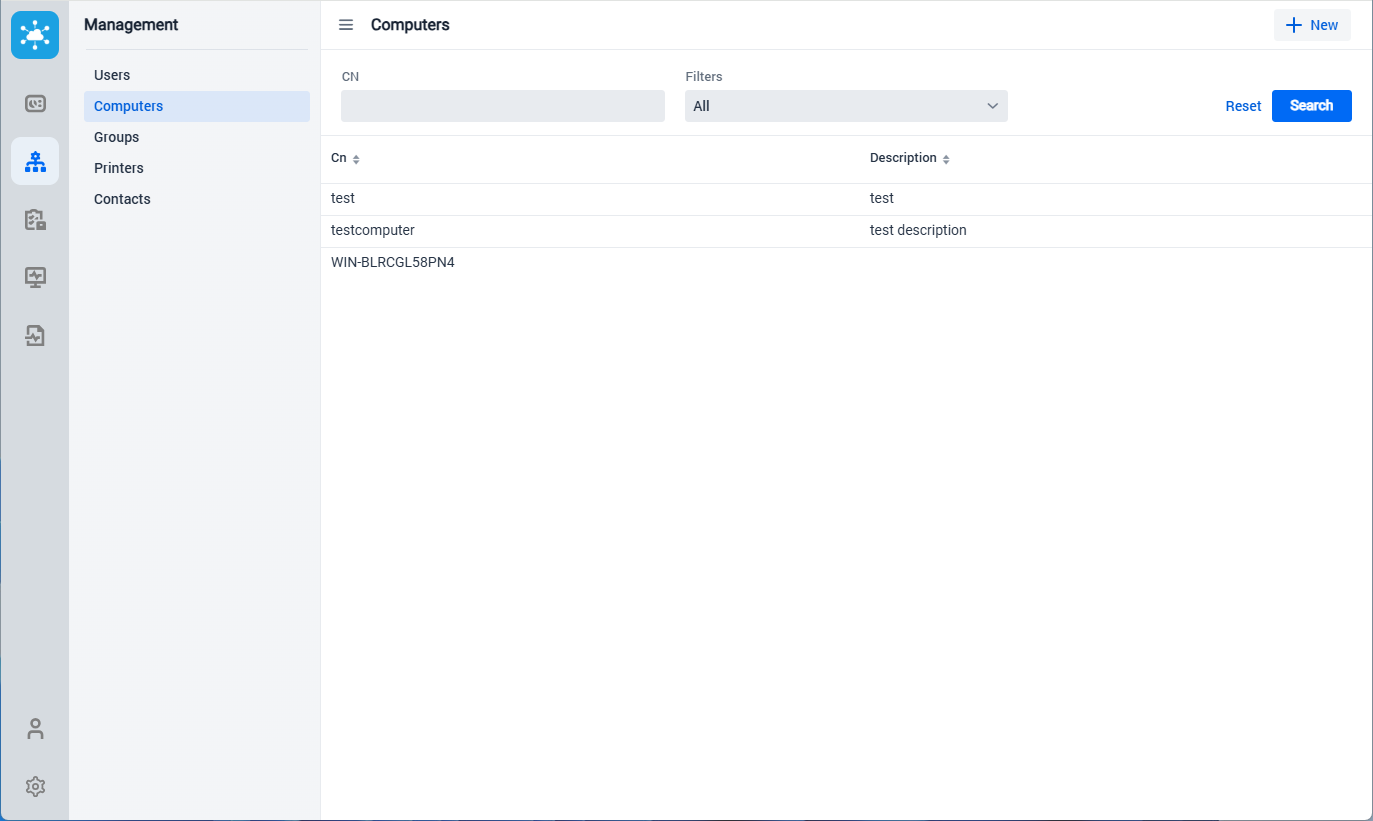 Management
Computers
New
Users
Computers
Groups
Printers
Contacts
CN
Filters
All
Reset
Search
Cn
Description
test
test
testcomputer
test description
WIN-BLRCGL58PN4